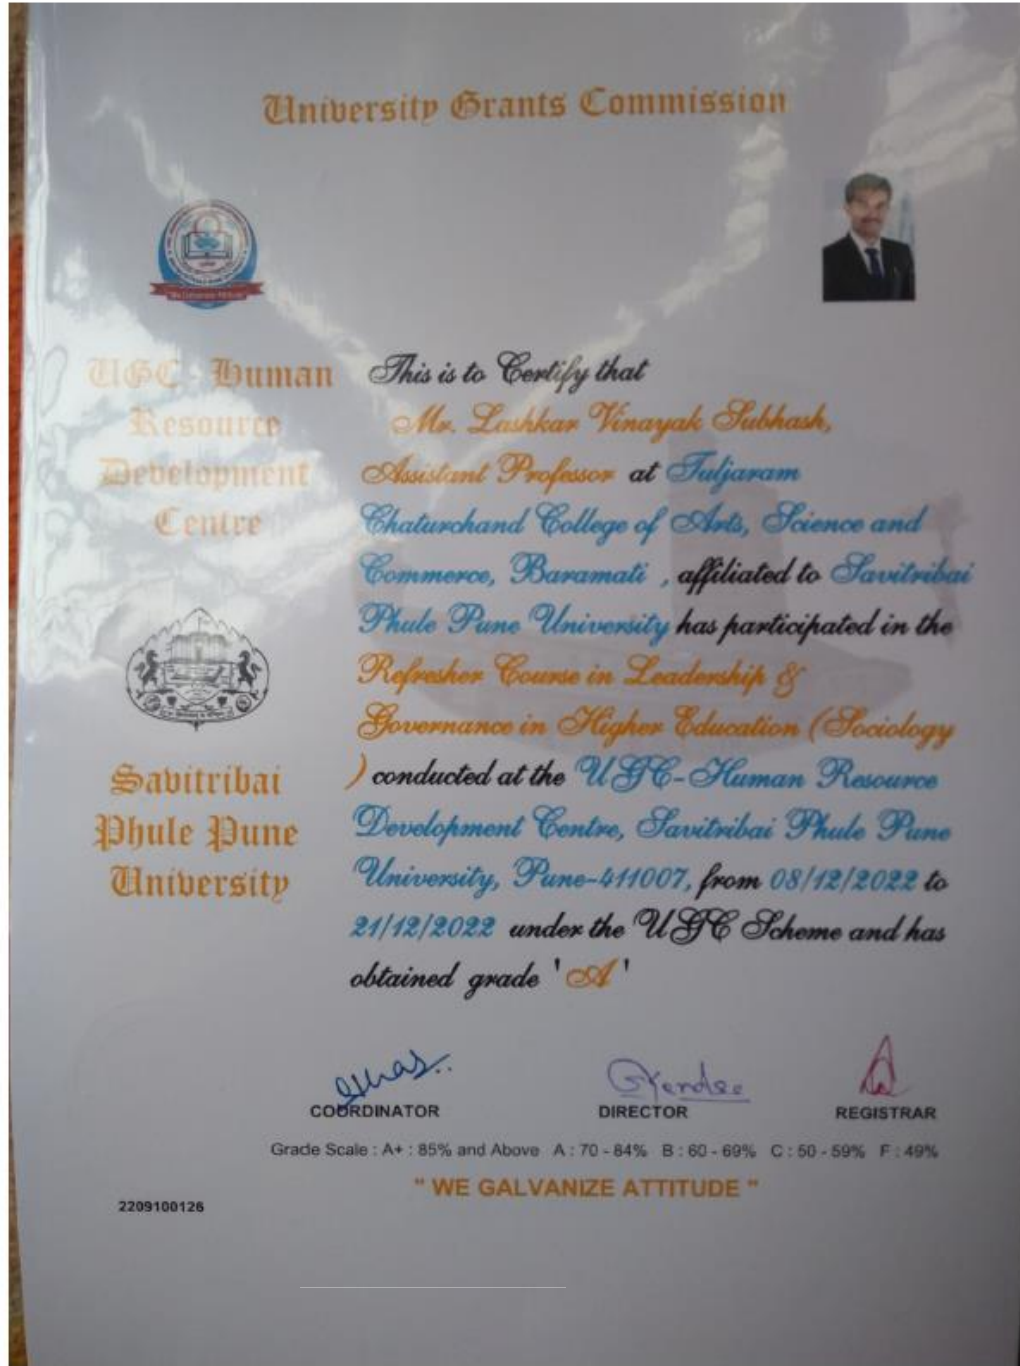 University Grants Commission
UGC - Human
Resource
Development
Centre
Savitribai
Phule Pune
University
This is to Certify that
Mr. Lashkar Vinayak Subhash,
Assistant Professor at Tuljaram
Chaturchand College of Arts, Science and
Commerce, Baramati , affiliated to Savitribai
Phule Pune University has participated in the
Refresher Course in Leadership &
Governance in Higher Education (Sociology
) conducted at the UGC-Human Resource
Development Centre, Savitribai Phule Pune
University, Pune-411007, from 08/12/2022 to
21/12/2022 under the UGC Scheme and has
obtained grade 'A'
COORDINATOR
DIRECTOR
REGISTRAR
Grade Scale : A+ : 85% and Above A : 70 - 84% B : 60 - 69% C : 50 - 59% F : 49%
" WE GALVANIZE ATTITUDE "
2209100126